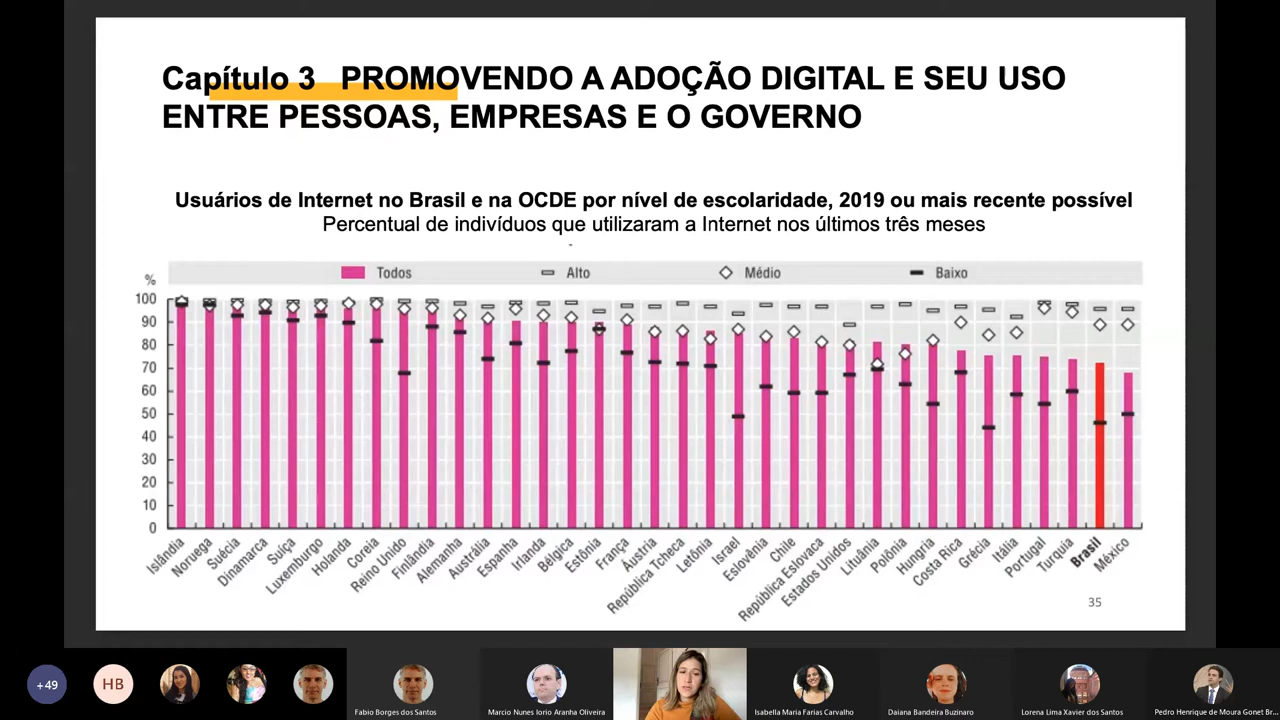 Capítulo 3 PROMOVENDO A ADOÇÃO DIGITAL E SEU USO
ENTRE PESSOAS, EMPRESAS E O GOVERNO
Usuários de Internet no Brasil e na OCDE por nível de escolaridade, 2019 ou mais recente possível
Percentual de indivíduos que utilizaram a Internet nos últimos três meses
%
Todos
Alto
Médio
Baixo
100
90
80
70
60
50
40
30
20
10
0
Islândia
Noruega
Suécia
Dinamarca
Suíça
Luxemburgo
Holanda
Coreia
Reino Unido
Finlândia
Alemanha
Austrália
Espanha
Irlanda
Bélgica
Estônia
França
Áustria
República Tcheca
Letônia
Israel
Eslovênia
Chile
República Eslovaca
Estados Unidos
Lituânia
Polônia
Hungria
Costa Rica
Grécia
Itália
Portugal
Turquia
Brasil
México
35
+49
HB
Fabio Borges dos Santos
Marcio Nunes Iorio Aranha Oliveira
Isabella Maria Farias Carvalho
Daiana Bandeira Buzinaro
Lorena Lima Xavier dos Santos
Pedro Henrique de Moura Gonet Br...